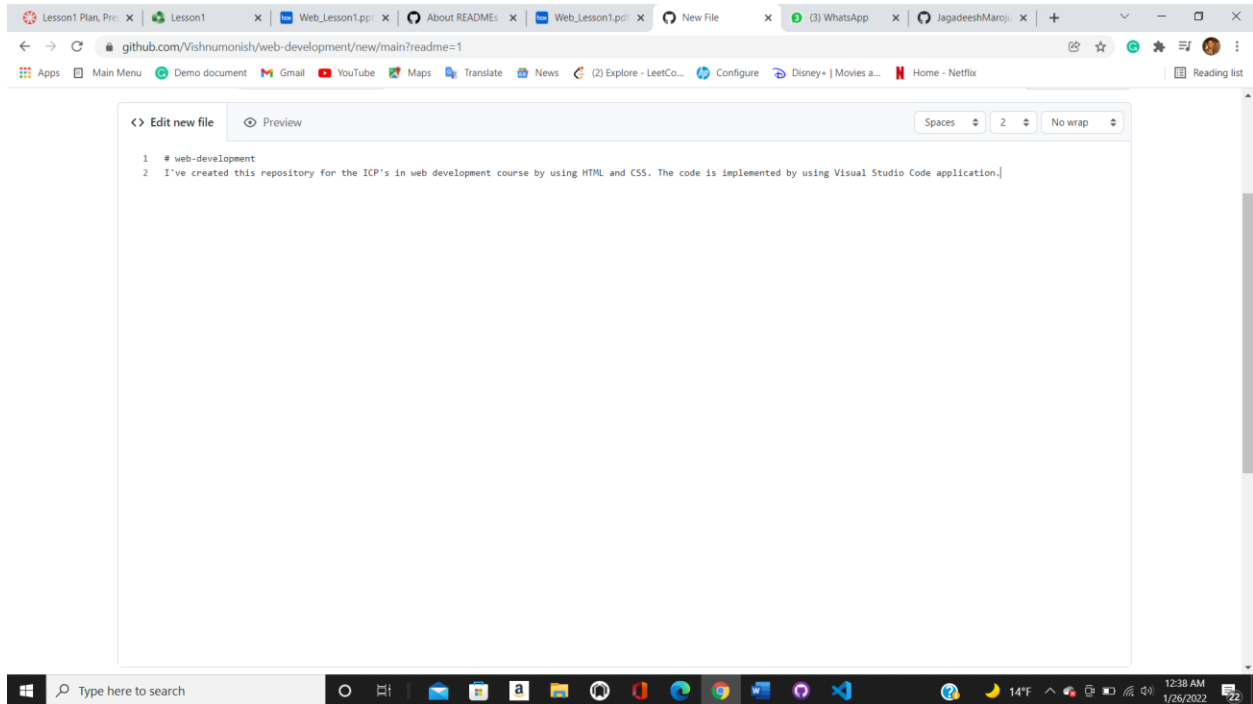 Lesson1 Plan, Pre
Lesson1
Web_Lesson1.ppt
About READMEs
Web_Lesson1.pdf
New File
(3) WhatsApp
JagadeeshMaroju
github.com/Vishnumonish/web-development/new/main?readme=1
Apps
Main Menu
Demo document
Gmail
YouTube
Maps
Translate
News
(2) Explore - LeetCo...
Configure
Disney+ | Movies a...
Home - Netflix
Reading list
<> Edit new file
Preview
Spaces
2
No wrap
1 # web-development
2 I've created this repository for the ICP's in web development course by using HTML and CSS. The code is implemented by using Visual Studio Code application.
Type here to search
14°F
12:38 AM
1/26/2022
22